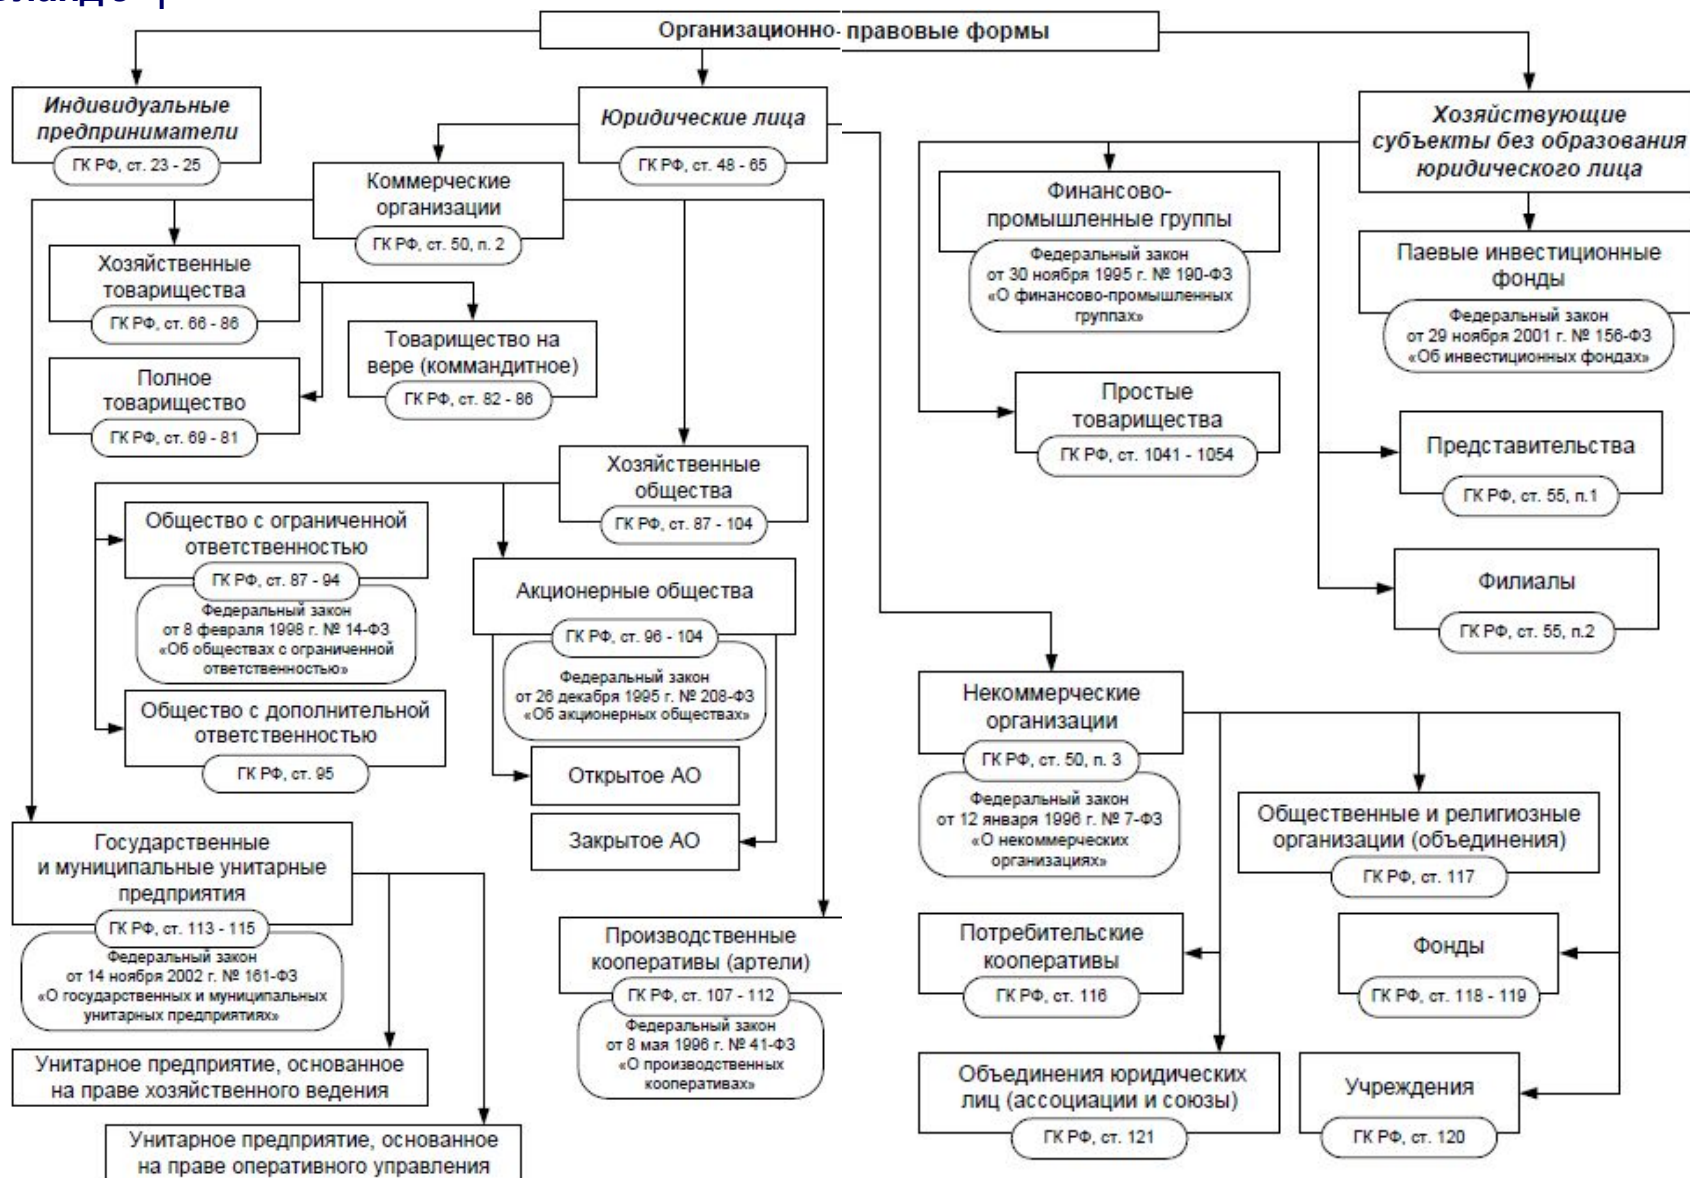 Организационно-правовые формы
Индивидуальные
предприниматели
ГК РФ, ст. 23 - 25
Юридические лица
ГК РФ, ст. 48 - 65
Хозяйствующие
субъекты без образования
юридического лица
Коммерческие
организации
ГК РФ, ст. 50, п. 2
Хозяйственные
товарищества
ГК РФ, ст. 66 - 86
Товарищество на
вере (коммандитное)
ГК РФ, ст. 82 - 86
Полное
товарищество
ГК РФ, ст. 69 - 81
Хозяйственные
общества
ГК РФ, ст. 87 - 104
Общество с ограниченной
ответственностью
ГК РФ, ст. 87 - 94
Федеральный закон
от 8 февраля 1998 г. № 14-ФЗ
«Об обществах с ограниченной
ответственностью»
Общество с дополнительной
ответственностью
ГК РФ, ст. 95
Акционерные общества
ГК РФ, ст. 96 - 104
Федеральный закон
от 26 декабря 1995 г. № 208-ФЗ
«Об акционерных обществах»
Открытое АО
Закрытое АО
Государственные
и муниципальные унитарные
предприятия
ГК РФ, ст. 113 - 115
Федеральный закон
от 14 ноября 2002 г. № 161-ФЗ
«О государственных и муниципальных
унитарных предприятиях»
Унитарное предприятие, основанное
на праве хозяйственного ведения
Унитарное предприятие, основанное
на праве оперативного управления
Производственные
кооперативы (артели)
ГК РФ, ст. 107 - 112
Федеральный закон
от 8 мая 1996 г. № 41-ФЗ
«О производственных
кооперативах»
Финансово-
промышленные группы
Федеральный закон
от 30 ноября 1995 г. № 190-ФЗ
«О финансово-промышленных
группах»
Паевые инвестиционные
фонды
Федеральный закон
от 29 ноября 2001 г. № 156-ФЗ
«Об инвестиционных фондах»
Простые
товарищества
ГК РФ, ст. 1041 - 1054
Представительства
ГК РФ, ст. 55, п.1
Филиалы
ГК РФ, ст. 55, п.2
Некоммерческие
организации
ГК РФ, ст. 50, п. 3
Федеральный закон
от 12 января 1996 г. № 7-ФЗ
«О некоммерческих
организациях»
Общественные и религиозные
организации (объединения)
ГК РФ, ст. 117
Потребительские
кооперативы
ГК РФ, ст. 116
Фонды
ГК РФ, ст. 118 - 119
Объединения юридических
лиц (ассоциации и союзы)
ГК РФ, ст. 121
Учреждения
ГК РФ, ст. 120